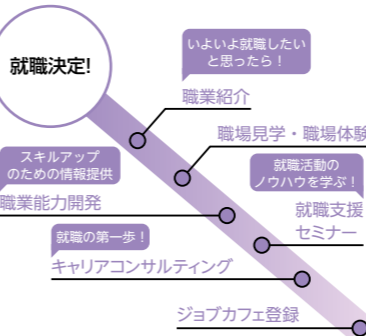 就職決定!
いよいよ就職したい
と思ったら！
職業紹介
職場見学・職場体験
スキルアップ
のための情報提供
職業能力開発
就職活動の
ノウハウを学ぶ！
就職支援
セミナー
就職の第一歩！
キャリアコンサルティング
ジョブカフェ登録